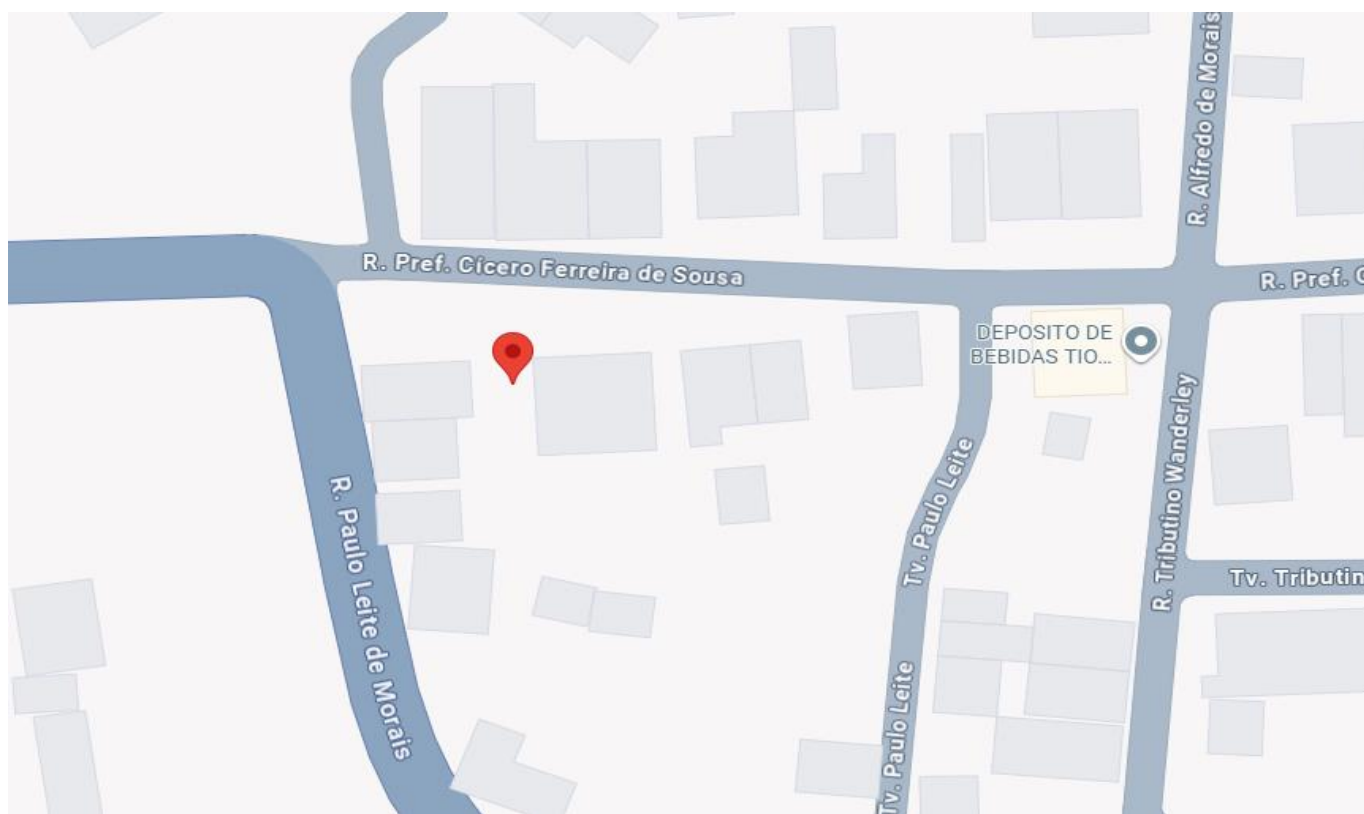 R. Alfredo de Morais
R. Pref. Cícero Ferreira de Sousa
R. Pref. C
DEPOSITO DE
BEBIDAS TIO...
R. Tributino Wanderley
Tv. Paulo Leite
R. Paulo Leite de Morais
Tv. Tributin
Tv. Paulo Leite